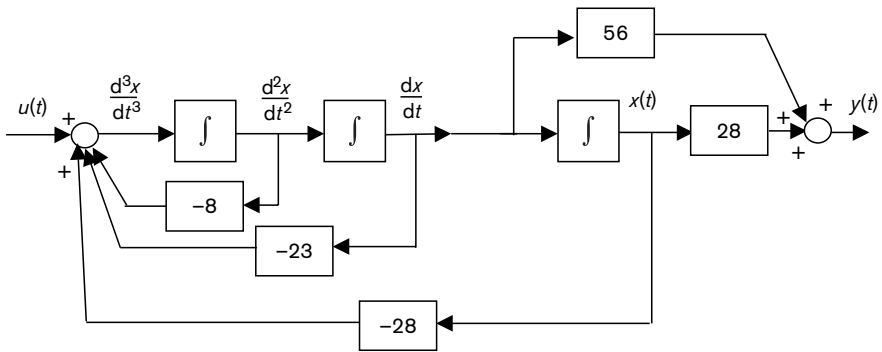 56
d³x
dt³
d²x
dt²
dx
dt
u(t)
+
∫
∫
∫
x(t)
28
+
+
y(t)
+
+
−8
−23
−28